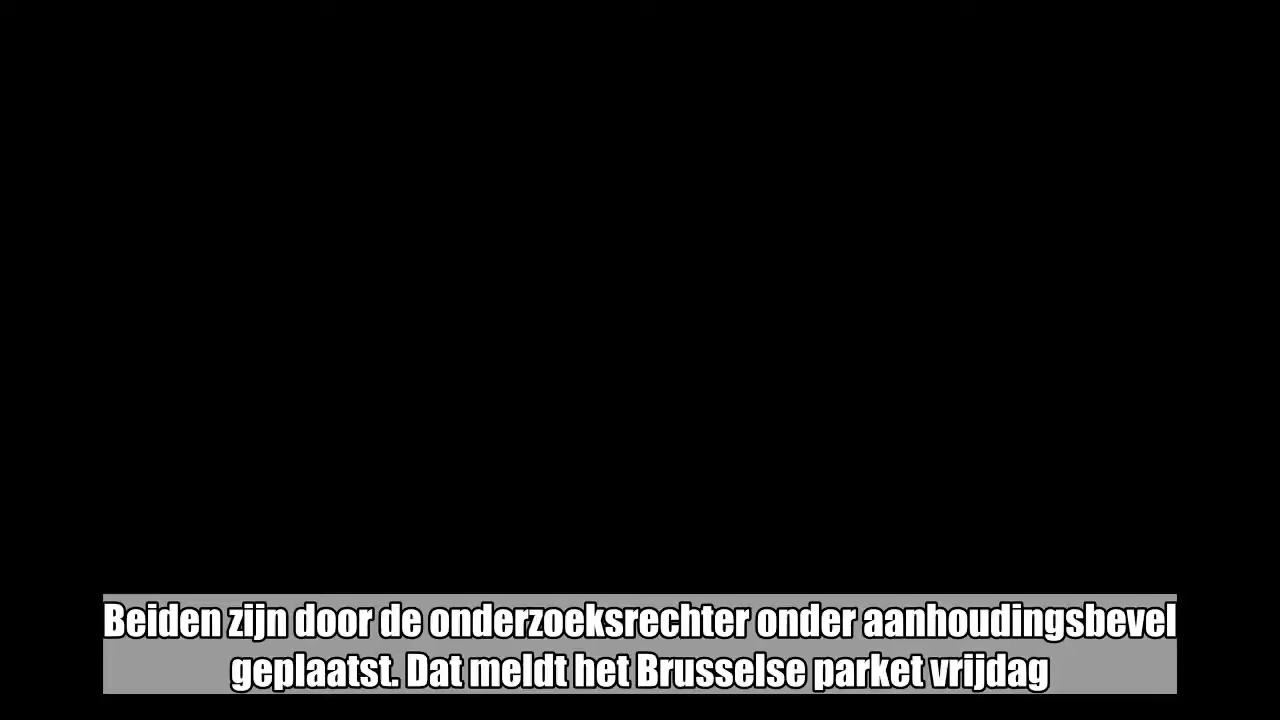 Beiden zijn door de onderzoeksrechter onder aanhoudingsbevel
geplaatst. Dat meldt het Brusselse parket vrijdag